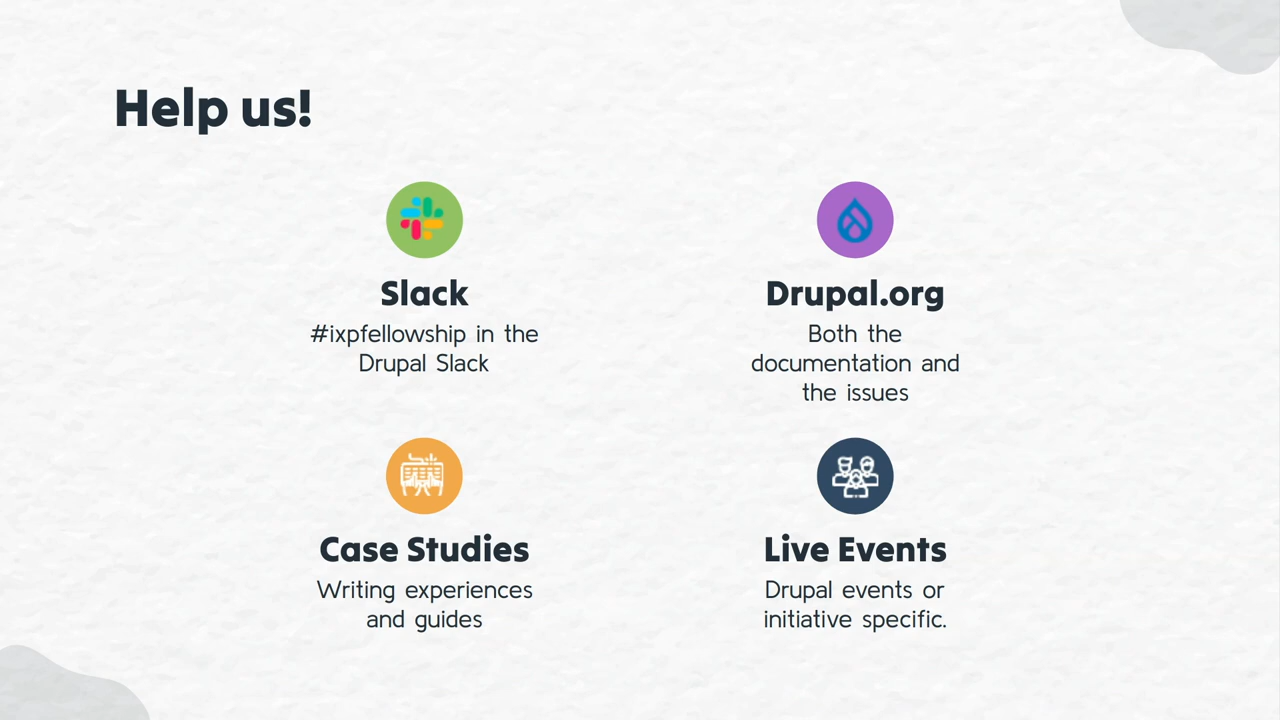 Help us!
Slack
#ixpfellowship in the
Drupal Slack
Drupal.org
Both the
documentation and
the issues
Case Studies
Writing experiences
and guides
Live Events
Drupal events or
initiative specific.